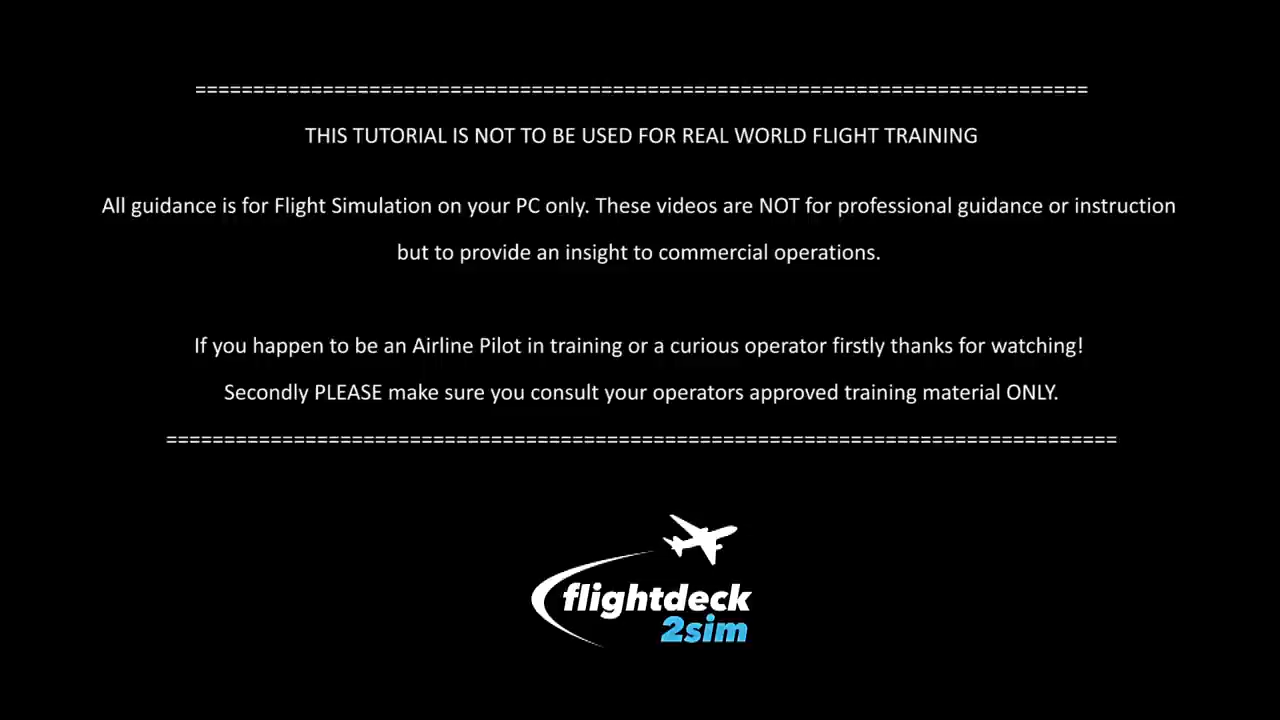 ==============================================================================
THIS TUTORIAL IS NOT TO BE USED FOR REAL WORLD FLIGHT TRAINING
All guidance is for Flight Simulation on your PC only. These videos are NOT for professional guidance or instruction
but to provide an insight to commercial operations.
If you happen to be an Airline Pilot in training or a curious operator firstly thanks for watching!
Secondly PLEASE make sure you consult your operators approved training material ONLY.
===================================================================================
flightdeck
2sim